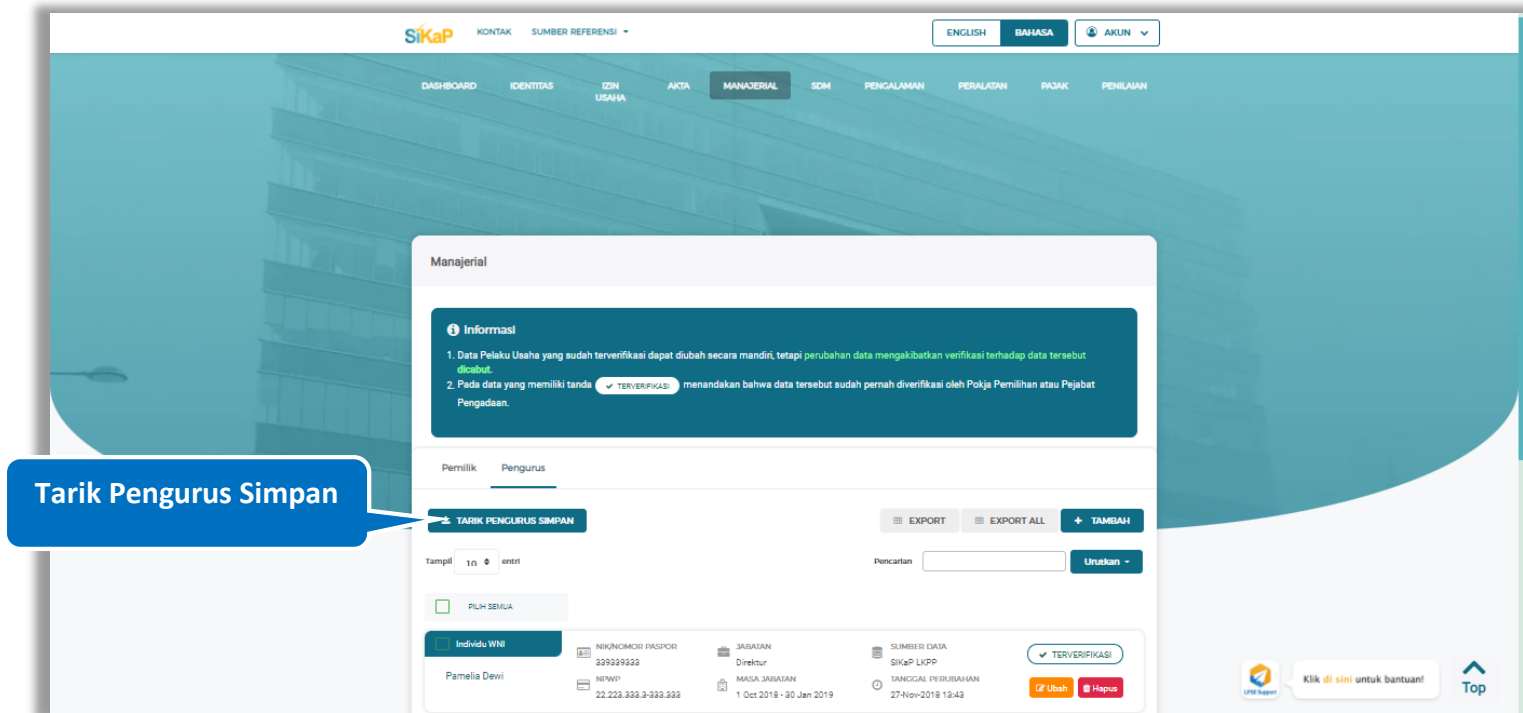 SiKaP KONTAK SUMBER REFERENSI ENGLISH BAHASA AKUN
DASHBOARD IDENTITAS IZIN USAHA AKTA MANAJERIAL SDM PENGALAMAN PERALATAN PAJAK PENILAIAN
Manajerial
Informasi
1. Data Pelaku Usaha yang sudah terverifikasi dapat diubah secara mandiri, tetapi perubahan data mengakibatkan verifikasi terhadap data tersebut
dicabut.
2. Pada data yang memiliki tanda TERVERIFIKASI menandakan bahwa data tersebut sudah pernah diverifikasi oleh Pokja Pemilihan atau Pejabat
Pengadaan.
Pemilik Pengurus
Tarik Pengurus Simpan
TARIK PENGURUS SIMPAN EXPORT EXPORT ALL + TAMBAH
Tampil 10 entri Pencarian Urutkan
PILIH SEMUA
Individu WNI
Pamelia Dewi
NIK/NOMOR PASPOR
339339333
NPWP
22.223.333.3-333.333
JABATAN
Direktur
MASA JABATAN
1 Oct 2018 - 30 Jan 2019
SUMBER DATA
SIKaP LKPP
TANGGAL PERUBAHAN
27-Nov-2018 13:43
TERVERIFIKASI
Ubah Hapus
LPSE Support
Klik di sini untuk bantuan!
Top